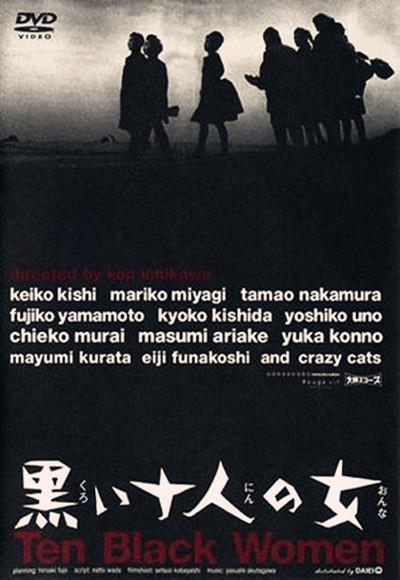 DVD
VIDEO
directed by kon ichikawa
keiko kishi mariko miyagi tamao nakamura
fujiko yamamoto kyoko kishida yoshiko uno
chieko murai masumi ariake yuka konno
mayumi kurata eiji funakoshi and crazy cats
Rouge vif
黒い十人の女
くろ にん おんな
Ten Black Women
planning: hiroaki fujii script: natto wada filmshoot: setsuo kobayashi music: yasushi akutagawa distributed by DAIEI